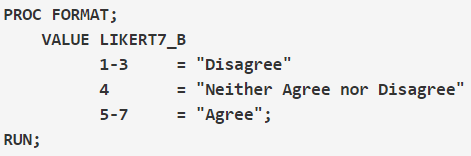 PROC FORMAT;
    VALUE LIKERT7_B
          1-3     = "Disagree"
          4       = "Neither Agree nor Disagree"
          5-7     = "Agree";
RUN;